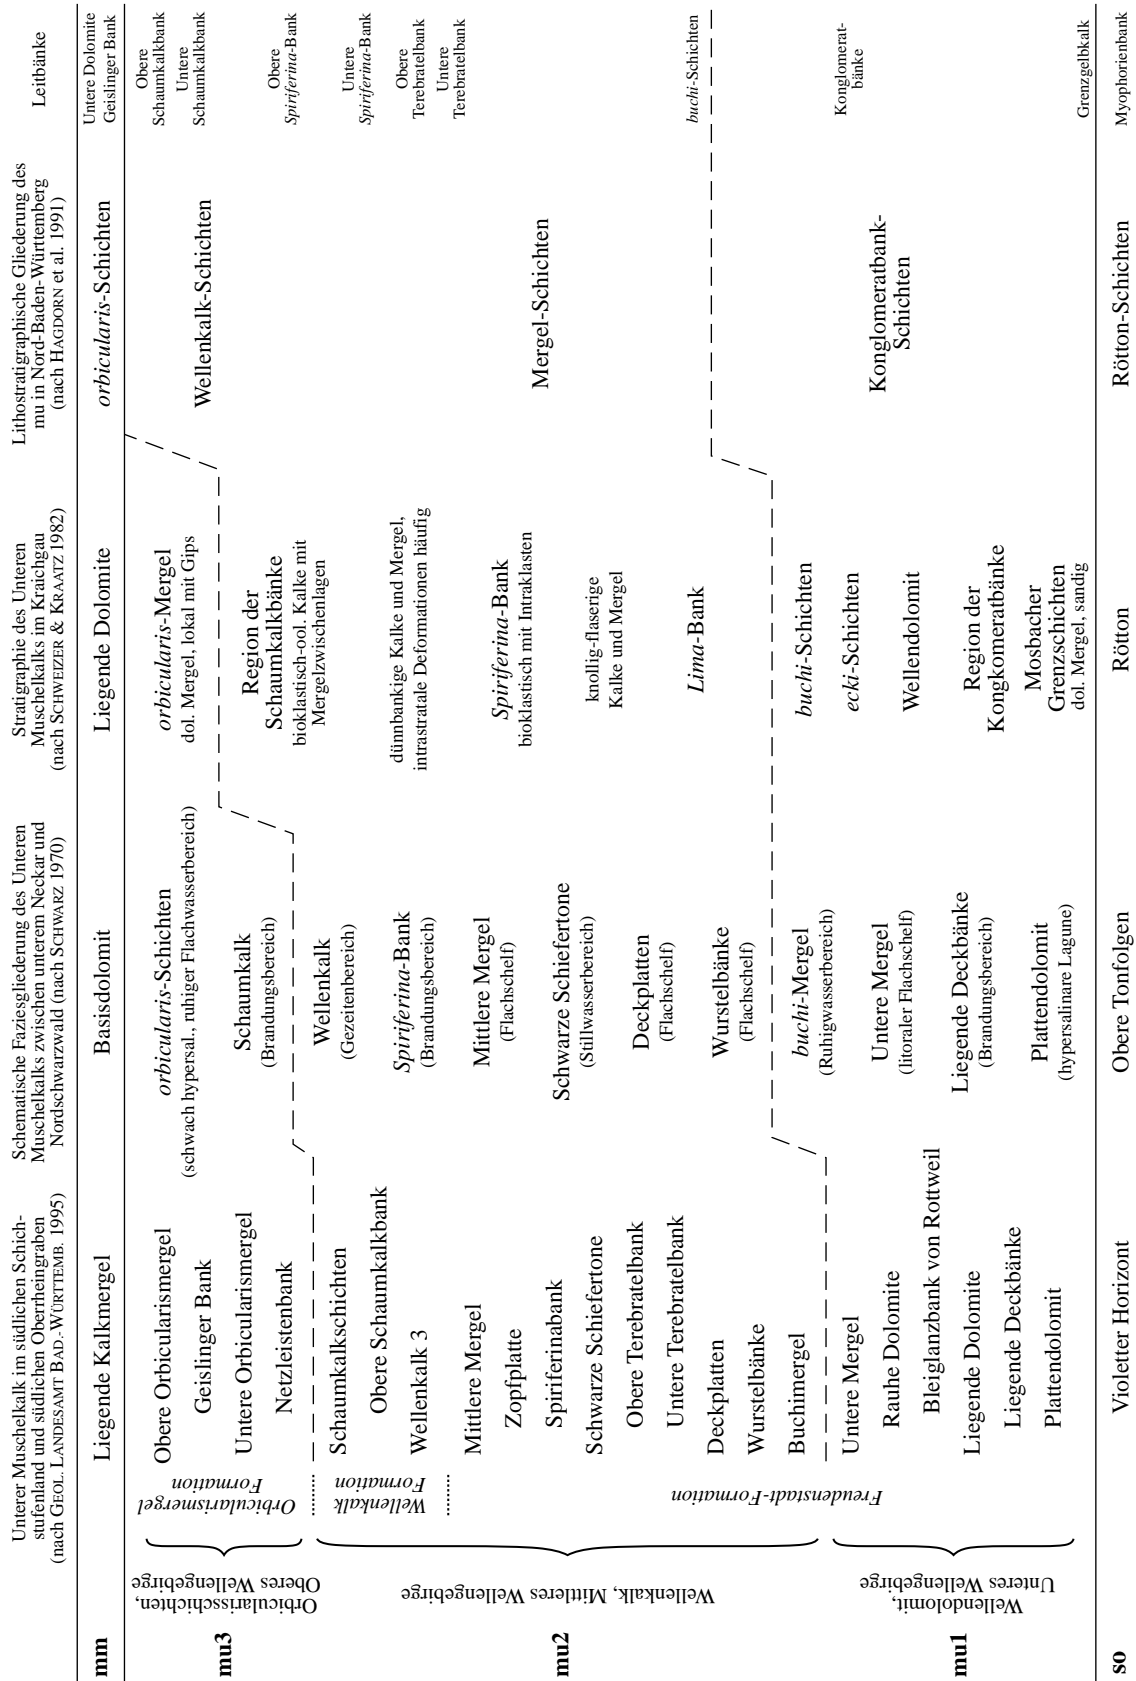 Unterer Muschelkalk im südlichen Schich-
stufenland und südlichen Oberrheingraben
(nach GEOL. LANDESAMT BAD.-WÜRTTEMB. 1995)
Schematische Faziesgliederung des Unteren
Muschelkalks zwischen unterem Neckar und
Nordschwarzwald (nach SCHWARZ 1970)
Stratigraphie des Unteren
Muschelkalks im Kraichgau
(nach SCHWEIZER & KRAATZ 1982)
Lithostratigraphische Gliederung des
mu in Nord-Baden-Württemberg
(nach HAGDORN et al. 1991)
Leitbänke
mm
Liegende Kalkmergel
Basisdolomit
Liegende Dolomite
orbicularis-Schichten
Untere Dolomite
Geislinger Bank
mu3
Orbicularisschichten,
Oberes Wellengebirge
Orbicularismergel
Formation
Obere Orbicularismergel
Geislinger Bank
Untere Orbicularismergel
Netzleistenbank
orbicularis-Schichten
(schwach hypersal., ruhiger Flachwasserbereich)
Schaumkalk
(Brandungsbereich)
orbicularis-Mergel
dol. Mergel, lokal mit Gips
Region der
Schaumkalkbänke
bioklastisch-ool. Kalke mit
Mergelzwischenlagen
Wellenkalk-Schichten
Obere
Schaumkalkbank
Untere
Schaumkalkbank
Obere
Spiriferina-Bank
mu2
Wellenkalk, Mittleres Wellengebirge
Wellenkalk
Formation
Freudenstadt-Formation
Schaumkalkschichten
Obere Schaumkalkbank
Wellenkalk 3
Mittlere Mergel
Zopfplatte
Spiriferinabank
Schwarze Schiefertone
Obere Terebratelbank
Untere Terebratelbank
Deckplatten
Wurstelbänke
Buchimergel
Wellenkalk
(Gezeitenbereich)
Spiriferina-Bank
(Brandungsbereich)
Mittlere Mergel
(Flachschelf)
Schwarze Schiefertone
(Stillwasserbereich)
Deckplatten
(Flachschelf)
Wurstelbänke
(Flachschelf)
buchi-Mergel
(Ruhigwasserbereich)
dünnbankige Kalke und Mergel,
intrastratale Deformationen häufig
Spiriferina-Bank
bioklastisch mit Intraklasten
knollig-flaserige
Kalke und Mergel
Lima-Bank
buchi-Schichten
Mergel-Schichten
Untere
Spiriferina-Bank
Obere
Terebratelbank
Untere
Terebratelbank
buchi-Schichten
mu1
Wellendolomit,
Unteres Wellengebirge
Untere Mergel
Rauhe Dolomite
Bleiglanzbank von Rottweil
Liegende Dolomite
Liegende Deckbänke
Plattendolomit
Untere Mergel
(litoraler Flachschelf)
Liegende Deckbänke
(Brandungsbereich)
Plattendolomit
(hypersalinare Lagune)
ecki-Schichten
Wellendolomit
Region der
Kongkomeratbänke
Mosbacher
Grenzschichten
dol. Mergel, sandig
Konglomeratbank-
Schichten
Konglomerat-
bänke
Grenzgelbkalk
so
Violetter Horizont
Obere Tonfolgen
Rötton
Rötton-Schichten
Myophorienbank